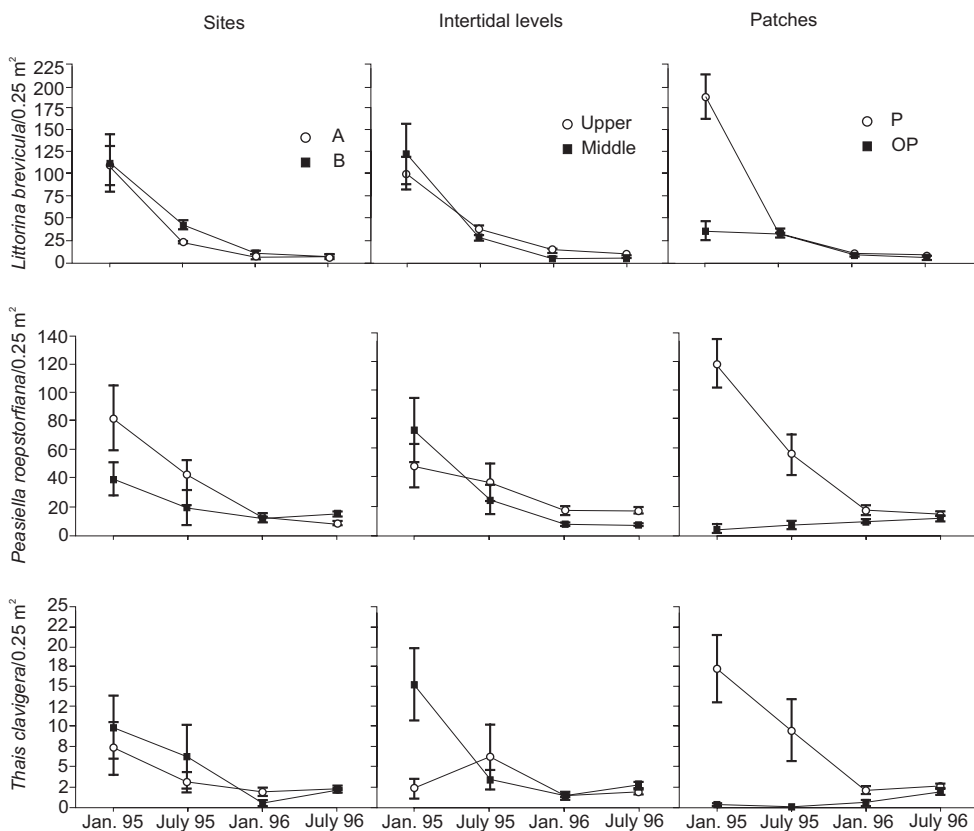 Sites
Intertidal levels
Patches
Littorina brevicula/0.25 m²
225
200
175
150
125
100
75
50
25
0
A
B
Upper
Middle
P
OP
Peasiella roepstorfiana/0.25 m²
140
120
100
80
60
40
20
0
Thais clavigera/0.25 m²
25
22
20
18
15
12
10
8
5
2
0
Jan. 95 July 95 Jan. 96 July 96
Jan. 95 July 95 Jan. 96 July 96
Jan. 95 July 95 Jan. 96 July 96